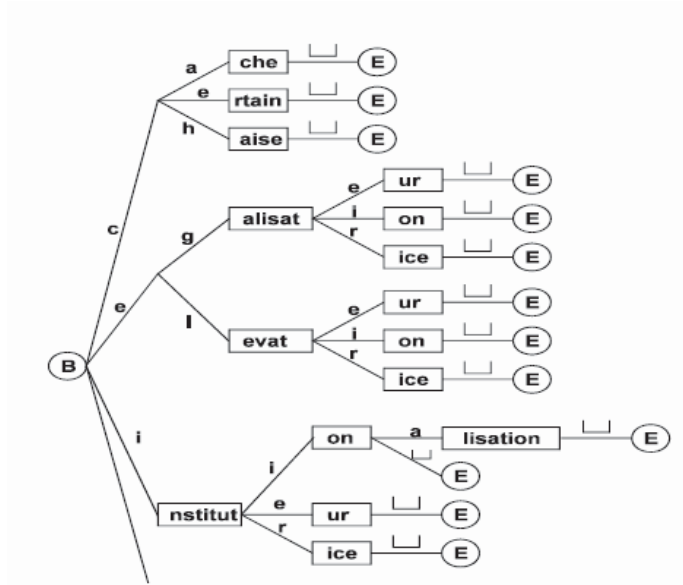 a che E
e rtain E
h aise E
c
e ur E
g alisat i on E
r ice E
e
e ur E
l evat i on E
r ice E
B
i
on a lisation E
i E
nstitut e ur E
r ice E